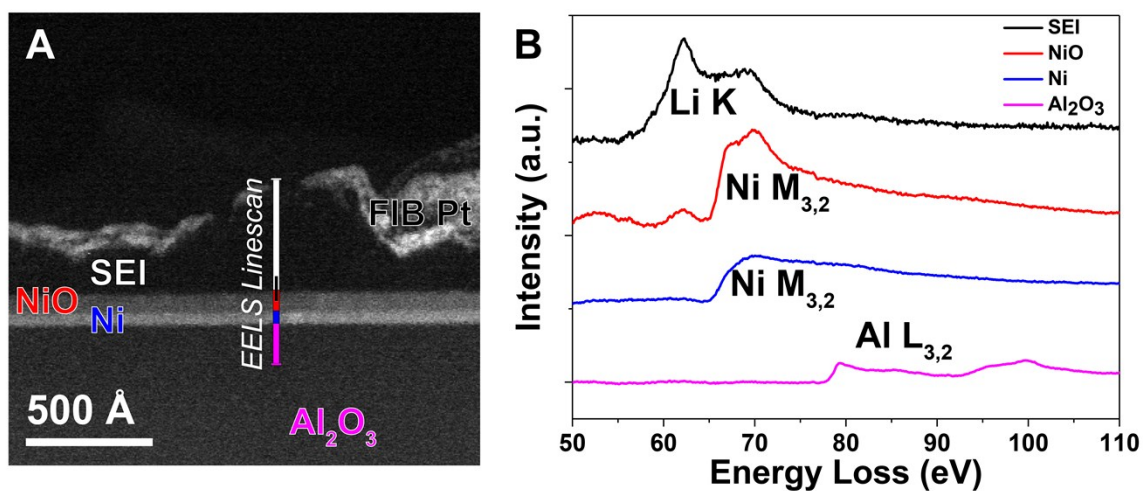 A
EELS Linescan
FIB Pt
SEI
NiO
Ni
500 Å
Al₂O₃
B
SEI
NiO
Ni
Al₂O₃
Li K
Ni M₃,₂
Ni M₃,₂
Al L₃,₂
Intensity (a.u.)
50 60 70 80 90 100 110
Energy Loss (eV)